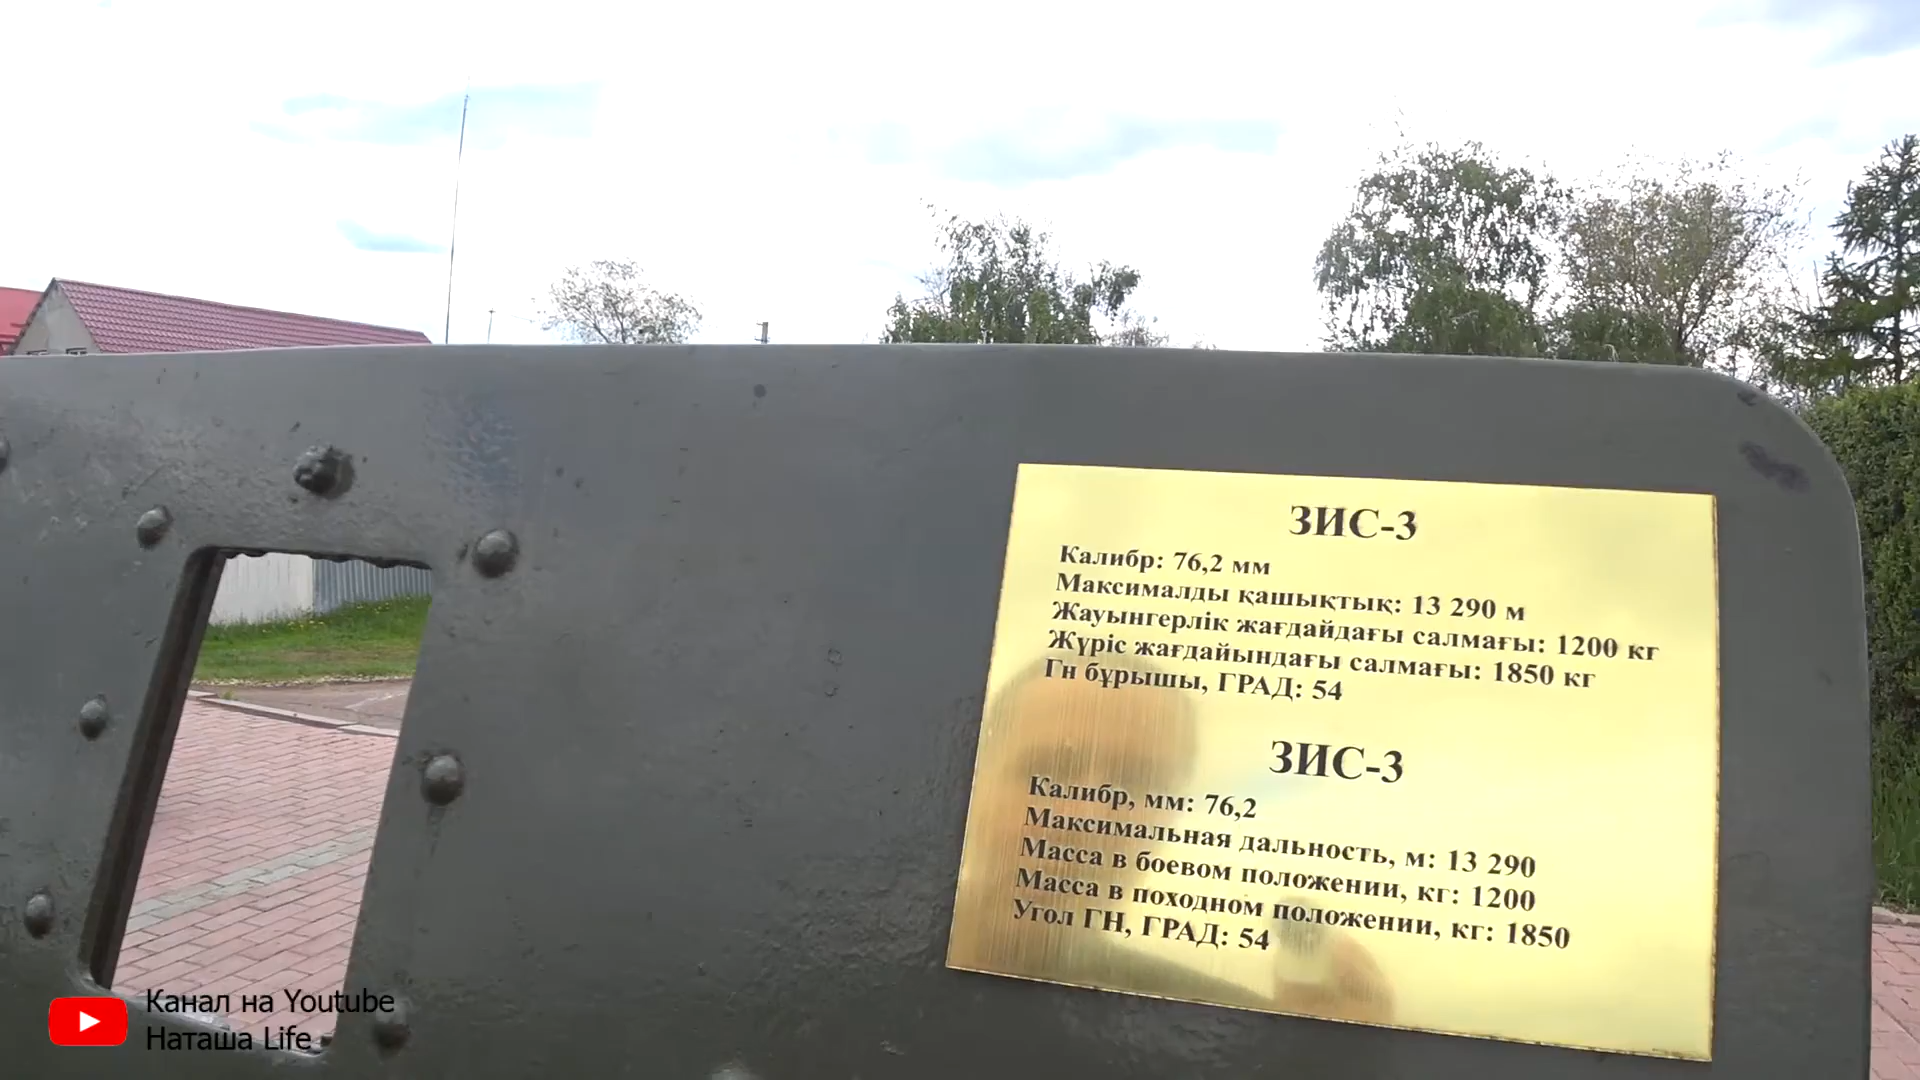 ЗИС-3
Калибр: 76,2 мм
Максималды қашықтық: 13 290 м
Жауынгерлік жағдайдағы салмағы: 1200 кг
Жүріс жағдайындағы салмағы: 1850 кг
Гн бұрышы, ГРАД: 54
ЗИС-3
Калибр, мм: 76,2
Максимальная дальность, м: 13 290
Масса в боевом положении, кг: 1200
Масса в походном положении, кг: 1850
Угол ГН, ГРАД: 54
Канал на Youtube
Наташа Life